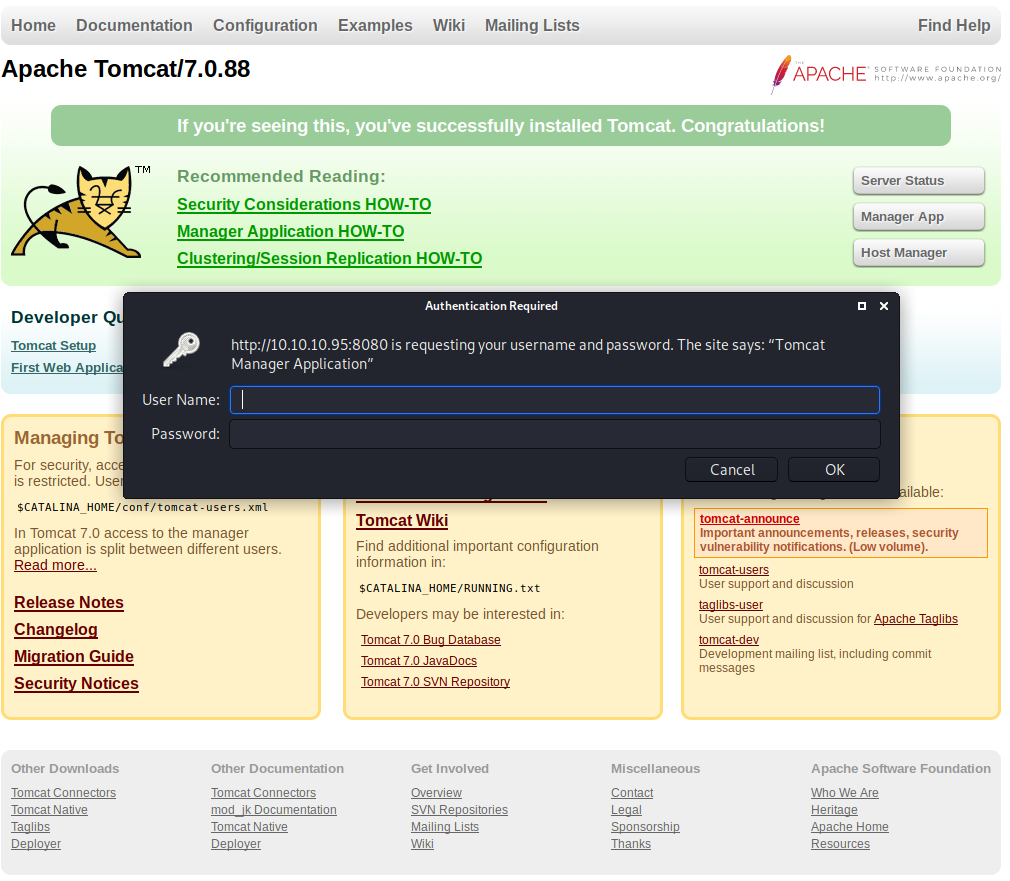 Home Documentation Configuration Examples Wiki Mailing Lists Find Help
Apache Tomcat/7.0.88
THE APACHE® SOFTWARE FOUNDATION
http://www.apache.org/
If you're seeing this, you've successfully installed Tomcat. Congratulations!
TM
Recommended Reading:
Security Considerations HOW-TO
Manager Application HOW-TO
Clustering/Session Replication HOW-TO
Server Status
Manager App
Host Manager
Developer Qu
Tomcat Setup
First Web Applica
Authentication Required
http://10.10.10.95:8080 is requesting your username and password. The site says: “Tomcat
Manager Application”
User Name:
Password:
Cancel OK
Managing To
For security, acce
is restricted. User
$CATALINA_HOME/conf/tomcat-users.xml
In Tomcat 7.0 access to the manager
application is split between different users.
Read more...
Release Notes
Changelog
Migration Guide
Security Notices
Tomcat Wiki
Find additional important configuration
information in:
$CATALINA_HOME/RUNNING.txt
Developers may be interested in:
Tomcat 7.0 Bug Database
Tomcat 7.0 JavaDocs
Tomcat 7.0 SVN Repository
ailable:
tomcat-announce
Important announcements, releases, security
vulnerability notifications. (Low volume).
tomcat-users
User support and discussion
taglibs-user
User support and discussion for Apache Taglibs
tomcat-dev
Development mailing list, including commit
messages
Other Downloads
Tomcat Connectors
Tomcat Native
Taglibs
Deployer
Other Documentation
Tomcat Connectors
mod_jk Documentation
Tomcat Native
Deployer
Get Involved
Overview
SVN Repositories
Mailing Lists
Wiki
Miscellaneous
Contact
Legal
Sponsorship
Thanks
Apache Software Foundation
Who We Are
Heritage
Apache Home
Resources